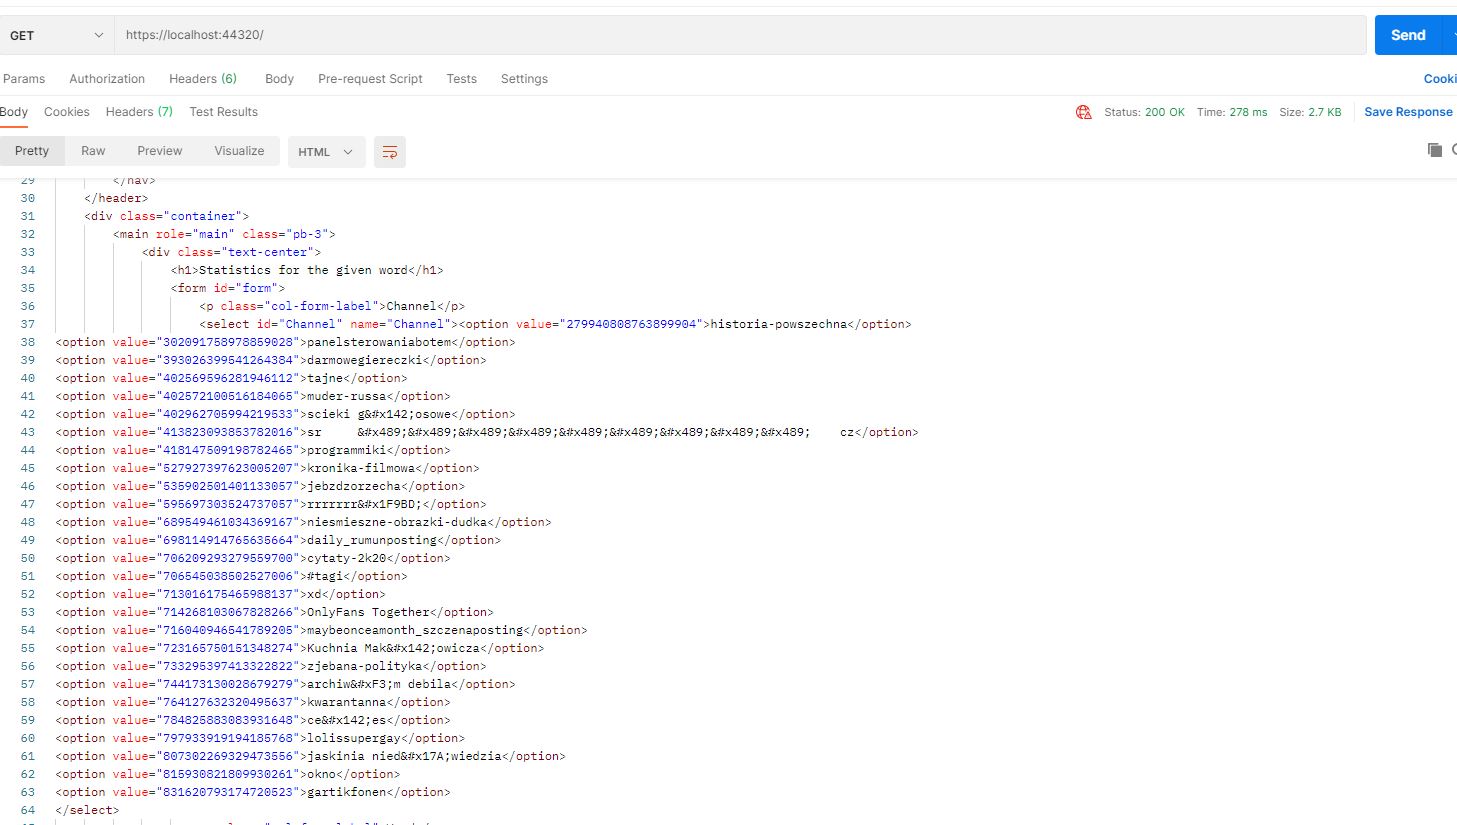 GET https://localhost:44320/ Send
Params Authorization Headers (6) Body Pre-request Script Tests Settings Cooki
Body Cookies Headers (7) Test Results Status: 200 OK Time: 278 ms Size: 2.7 KB Save Response
Pretty Raw Preview Visualize HTML
29 </nav>
30 </header>
31 <div class="container">
32 <main role="main" class="pb-3">
33 <div class="text-center">
34 <h1>Statistics for the given word</h1>
35 <form id="form">
36 <p class="col-form-label">Channel</p>
37 <select id="Channel" name="Channel"><option value="279940808763899904">historia-powszechna</option>
38 <option value="302091758978859028">panelsterowaniabotem</option>
39 <option value="393026399541264384">darmowegiereczki</option>
40 <option value="402569596281946112">tajne</option>
41 <option value="402572100516184065">muder-russa</option>
42 <option value="402962705994219533">scieki g&#x142;osowe</option>
43 <option value="413823093853782016">sr &#x489;&#x489;&#x489;&#x489;&#x489;&#x489;&#x489;&#x489;&#x489; cz</option>
44 <option value="418147509198782465">programmiki</option>
45 <option value="527927397623005207">kronika-filmowa</option>
46 <option value="535902501401133057">jebzdzorzecha</option>
47 <option value="595697303524737057">rrrrrrr&#x1F9BD;</option>
48 <option value="689549461034369167">niesmieszne-obrazki-dudka</option>
49 <option value="698114914765635664">daily_rumunposting</option>
50 <option value="706209293279559700">cytaty-2k20</option>
51 <option value="706545038502527006">#tagi</option>
52 <option value="713016175465988137">xd</option>
53 <option value="714268103067828266">OnlyFans Together</option>
54 <option value="716040946541789205">maybeonceamonth_szczenaposting</option>
55 <option value="723165750151348274">Kuchnia Mak&#x142;owicza</option>
56 <option value="733295397413322822">zjebana-polityka</option>
57 <option value="744173130028679279">archiw&#xF3;m debila</option>
58 <option value="764127632320495637">kwarantanna</option>
59 <option value="784825883083931648">ce&#x142;es</option>
60 <option value="797933919194185768">lolissupergay</option>
61 <option value="807302269329473556">jaskinia nied&#x17A;wiedzia</option>
62 <option value="815930821809930261">okno</option>
63 <option value="831620793174720523">gartikfonen</option>
64 </select>